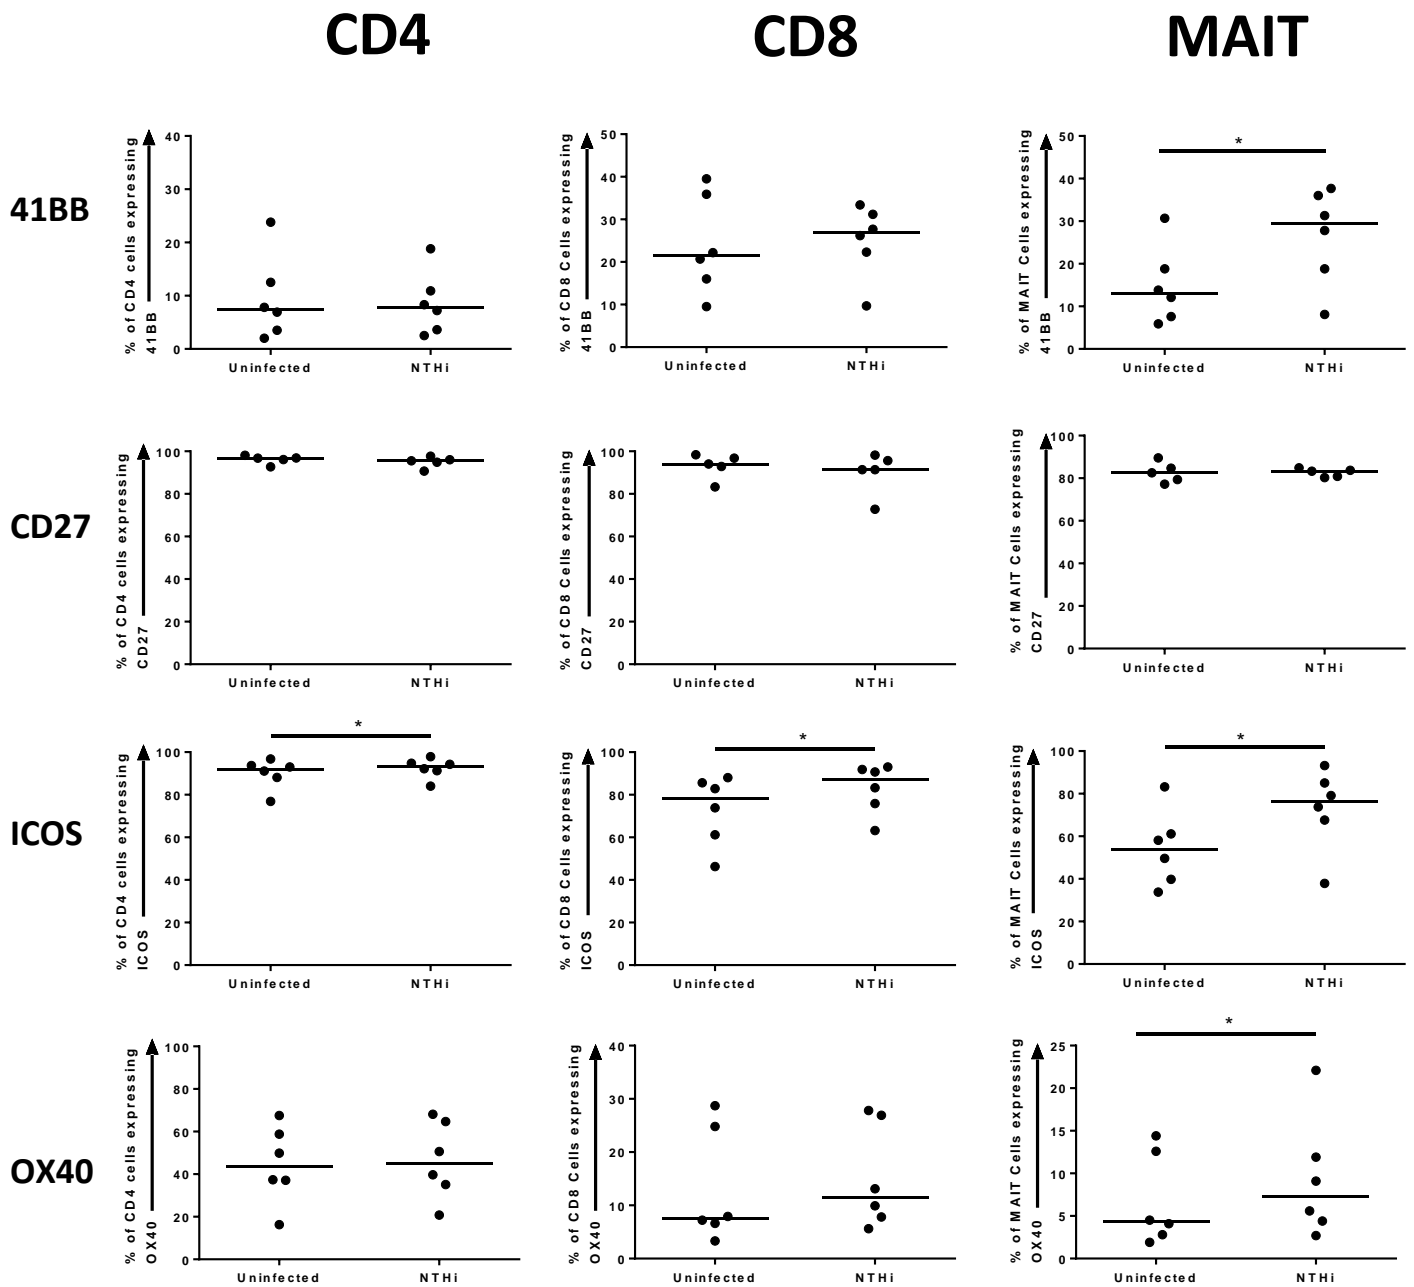 CD4 CD8 MAIT
41BB
% of CD4 cells expressing
41BB
40
30
20
10
0
Uninfected NTHi
% of CD8 Cells expressing
41BB
50
40
30
20
10
0
Uninfected NTHi
% of MAIT Cells expressing
41BB
50
40
30
20
10
0
*
Uninfected NTHi
CD27
% of CD4 cells expressing
CD27
100
80
60
40
20
0
Uninfected NTHi
% of CD8 Cells expressing
CD27
100
80
60
40
20
0
Uninfected NTHi
% of MAIT Cells expressing
CD27
100
80
60
40
20
0
Uninfected NTHi
ICOS
% of CD4 cells expressing
ICOS
100
80
60
40
20
0
*
Uninfected NTHi
% of CD8 Cells expressing
ICOS
100
80
60
40
20
0
*
Uninfected NTHi
% of MAIT Cells expressing
ICOS
100
80
60
40
20
0
*
Uninfected NTHi
OX40
% of CD4 cells expressing
OX40
100
80
60
40
20
0
Uninfected NTHi
% of CD8 Cells expressing
OX40
40
30
20
10
0
Uninfected NTHi
% of MAIT Cells expressing
OX40
25
20
15
10
5
0
*
Uninfected NTHi